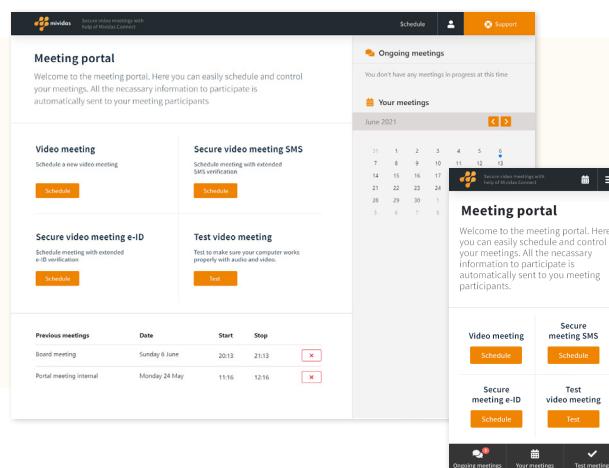 mividas
Secure video meetings with
help of Mividas Connect
Schedule
Support
Meeting portal
Welcome to the meeting portal. Here you can easily schedule and control
your meetings. All the necassary information to participate is
automatically sent to your meeting participants
Video meeting
Schedule a new video meeting
Schedule
Secure video meeting SMS
Schedule meeting with extended
SMS verification
Schedule
Secure video meeting e-ID
Schedule meeting with extended
e-ID verification
Schedule
Test video meeting
Test to make sure your computer works
properly with audio and video.
Test
Previous meetings Date Start Stop
Board meeting Sunday 6 June 20:13 21:13
Portal meeting internal Monday 24 May 11:16 12:16
Ongoing meetings
You don't have any meetings in progress at this time
Your meetings
June 2021
31 1 2 3 4 5 6
7 8 9 10 11 12 13
14 15 16 17
21 22 23 24
28 29 30 1
5 6 7 8
Secure video meetings with
help of Mividas Connect
Meeting portal
Welcome to the meeting portal. Here
you can easily schedule and control
your meetings. All the necassary
information to participate is
automatically sent to you meeting
participants.
Video meeting
Schedule
Secure
meeting SMS
Schedule
Secure
meeting e-ID
Schedule
Test
video meeting
Test
Ongoing meetings Your meetings Test meeting